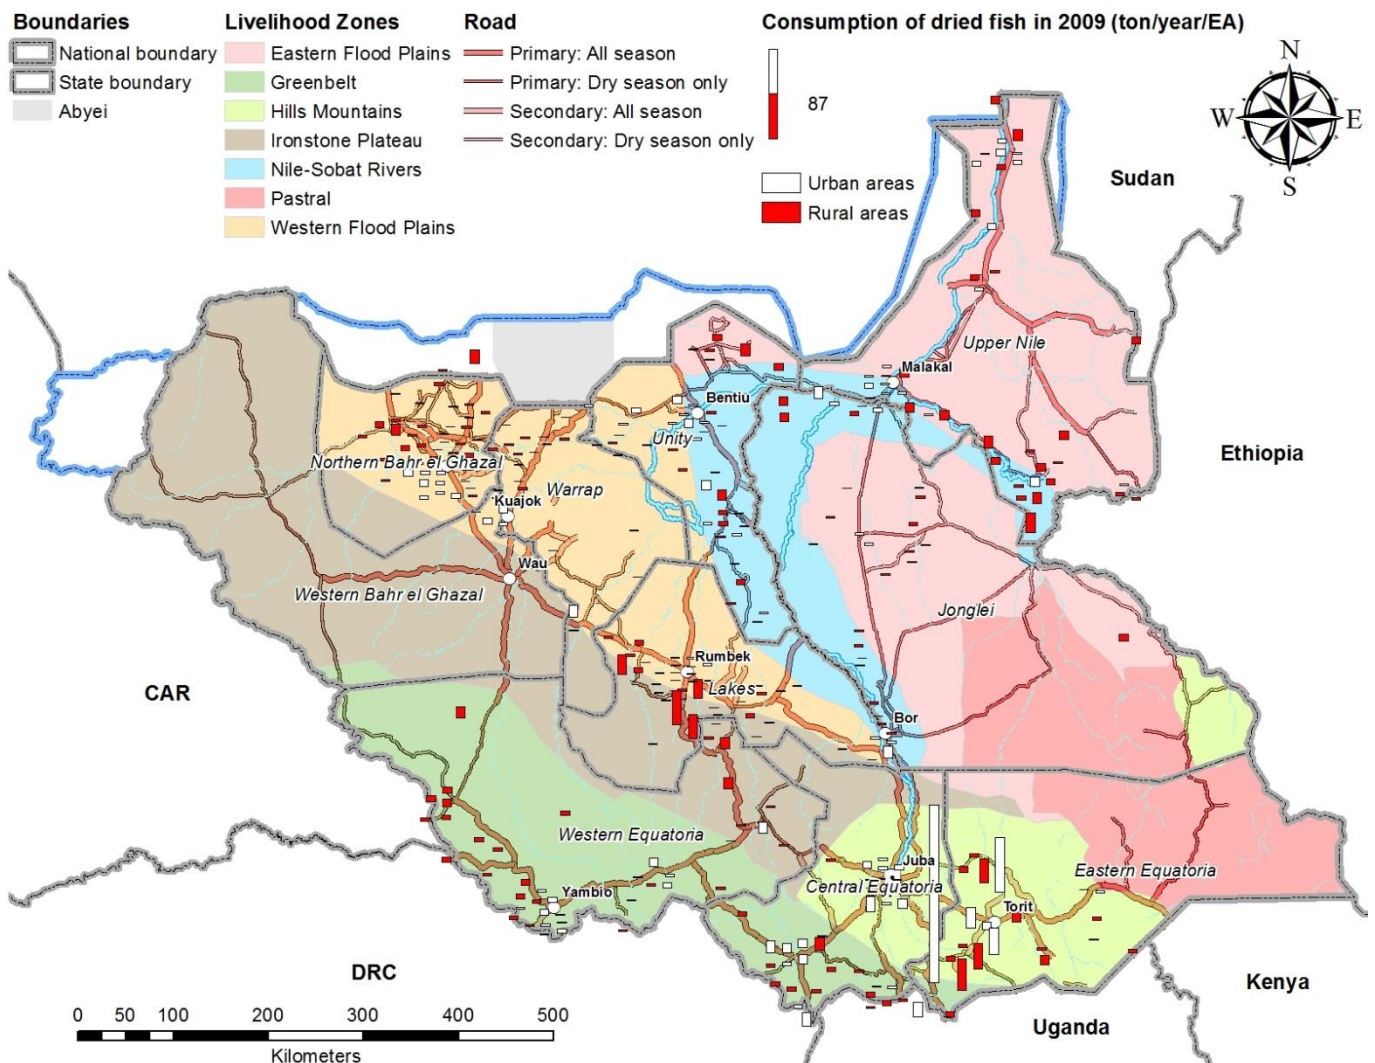 Boundaries
National boundary
State boundary
Abyei
Livelihood Zones
Eastern Flood Plains
Greenbelt
Hills Mountains
Ironstone Plateau
Nile-Sobat Rivers
Pastral
Western Flood Plains
Road
Primary: All season
Primary: Dry season only
Secondary: All season
Secondary: Dry season only
Consumption of dried fish in 2009 (ton/year/EA)
87
Urban areas
Rural areas
N
W E
S
Sudan
Upper Nile
Malakal
Bentiu
Unity
Ethiopia
Northern Bahr el Ghazal
Warrap
Kuajok
Wau
Western Bahr el Ghazal
Jonglei
Rumbek
Lakes
CAR
Bor
Western Equatoria
Juba
Central Equatoria
Eastern Equatoria
Yambio
Torit
DRC
Kenya
Uganda
0 50 100 200 300 400 500
Kilometers